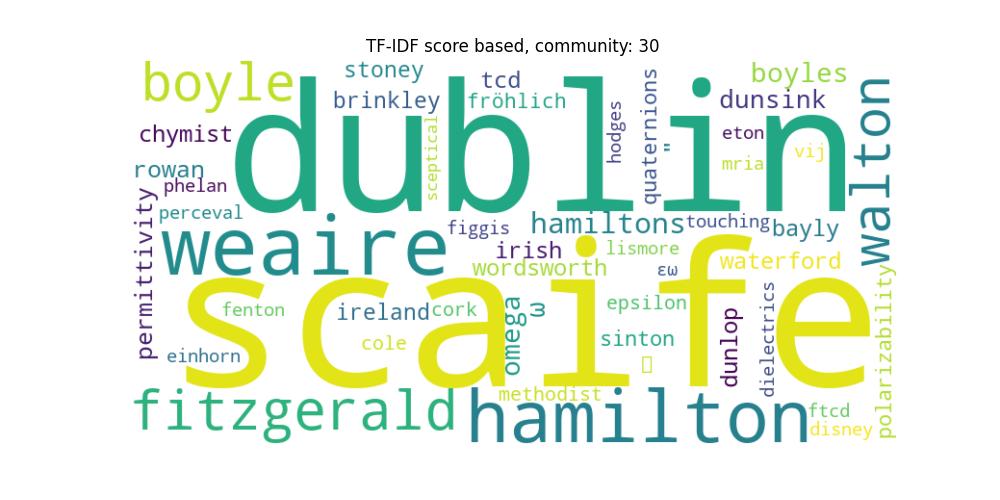 TF-IDF score based, community: 30
boyle
stoney
tcd
boyles
brinkley
fröhlich
dunsink
chymist
dublin
sceptical
hodges
quaternions
"
eton
mria
vij
walton
rowan
phelan
perceval
permittivity
weaire
figgis
hamiltons
touching
bayly
irish
lismore
wordsworth
εω
waterford
scaife
fenton
ireland
cork
omega
ω
epsilon
cole
sinton
einhorn
dunlop
dielectrics
polarizability
methodist
fitzgerald
hamilton
ftcd
disney